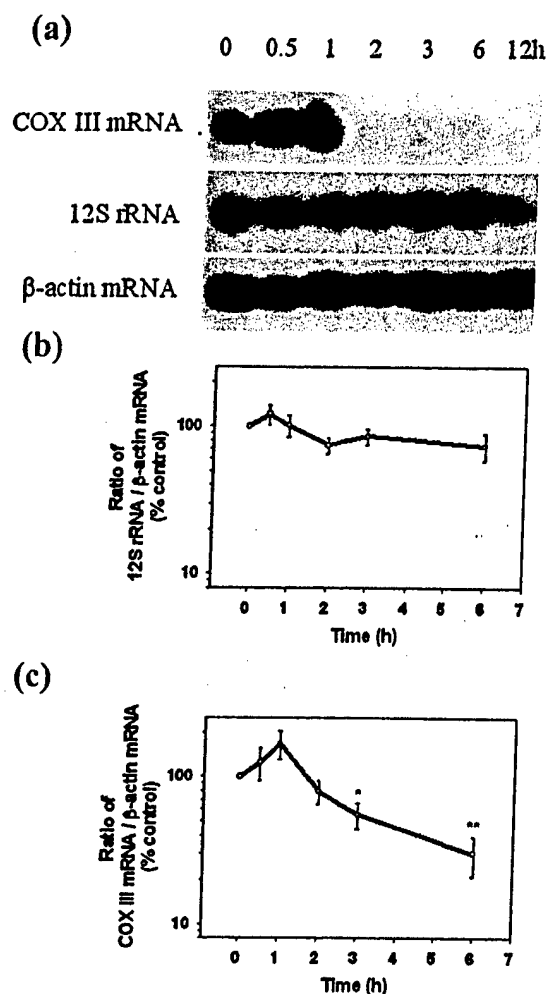 (a)
0 0.5 1 2 3 6 12h
COX III mRNA
12S rRNA
β-actin mRNA
(b)
Ratio of
12S rRNA / β-actin mRNA
(% control)
100
10
0 1 2 3 4 5 6 7
Time (h)
(c)
Ratio of
COX III mRNA / β-actin mRNA
(% control)
100
10
*
**
0 1 2 3 4 5 6 7
Time (h)